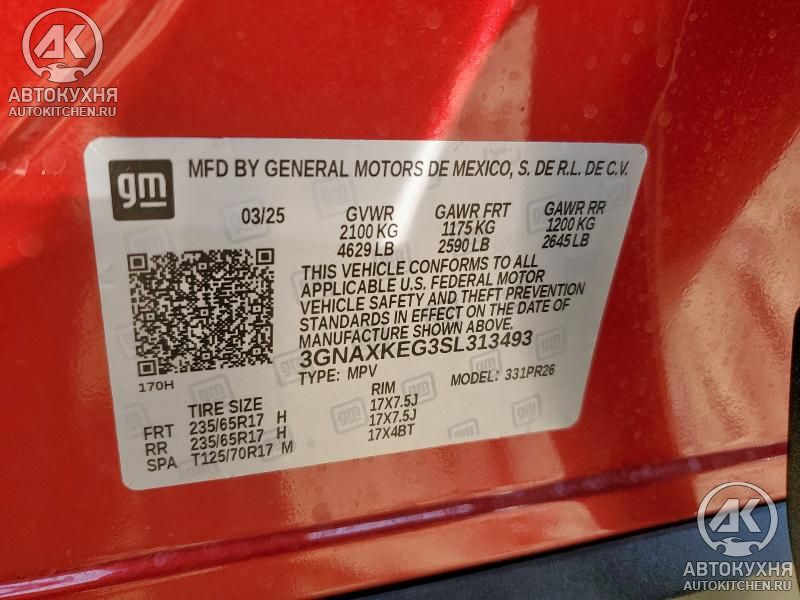 AK
АВТОКУХНЯ
AUTOKITCHEN.RU
gm
MFD BY GENERAL MOTORS DE MEXICO, S. DE R.L. DE C.V.
03/25 GVWR GAWR FRT GAWR RR
2100 KG 1175 KG 1200 KG
4629 LB 2590 LB 2645 LB
THIS VEHICLE CONFORMS TO ALL
APPLICABLE U.S. FEDERAL MOTOR
VEHICLE SAFETY AND THEFT PREVENTION
STANDARDS IN EFFECT ON THE DATE OF
MANUFACTURE SHOWN ABOVE.
3GNAXKEG3SL313493
170H TYPE: MPV MODEL: 331PR26
TIRE SIZE RIM
FRT 235/65R17 H 17X7.5J
RR 235/65R17 H 17X7.5J
SPA T125/70R17 M 17X4BT
AK
АВТОКУХНЯ
AUTOKITCHEN.RU